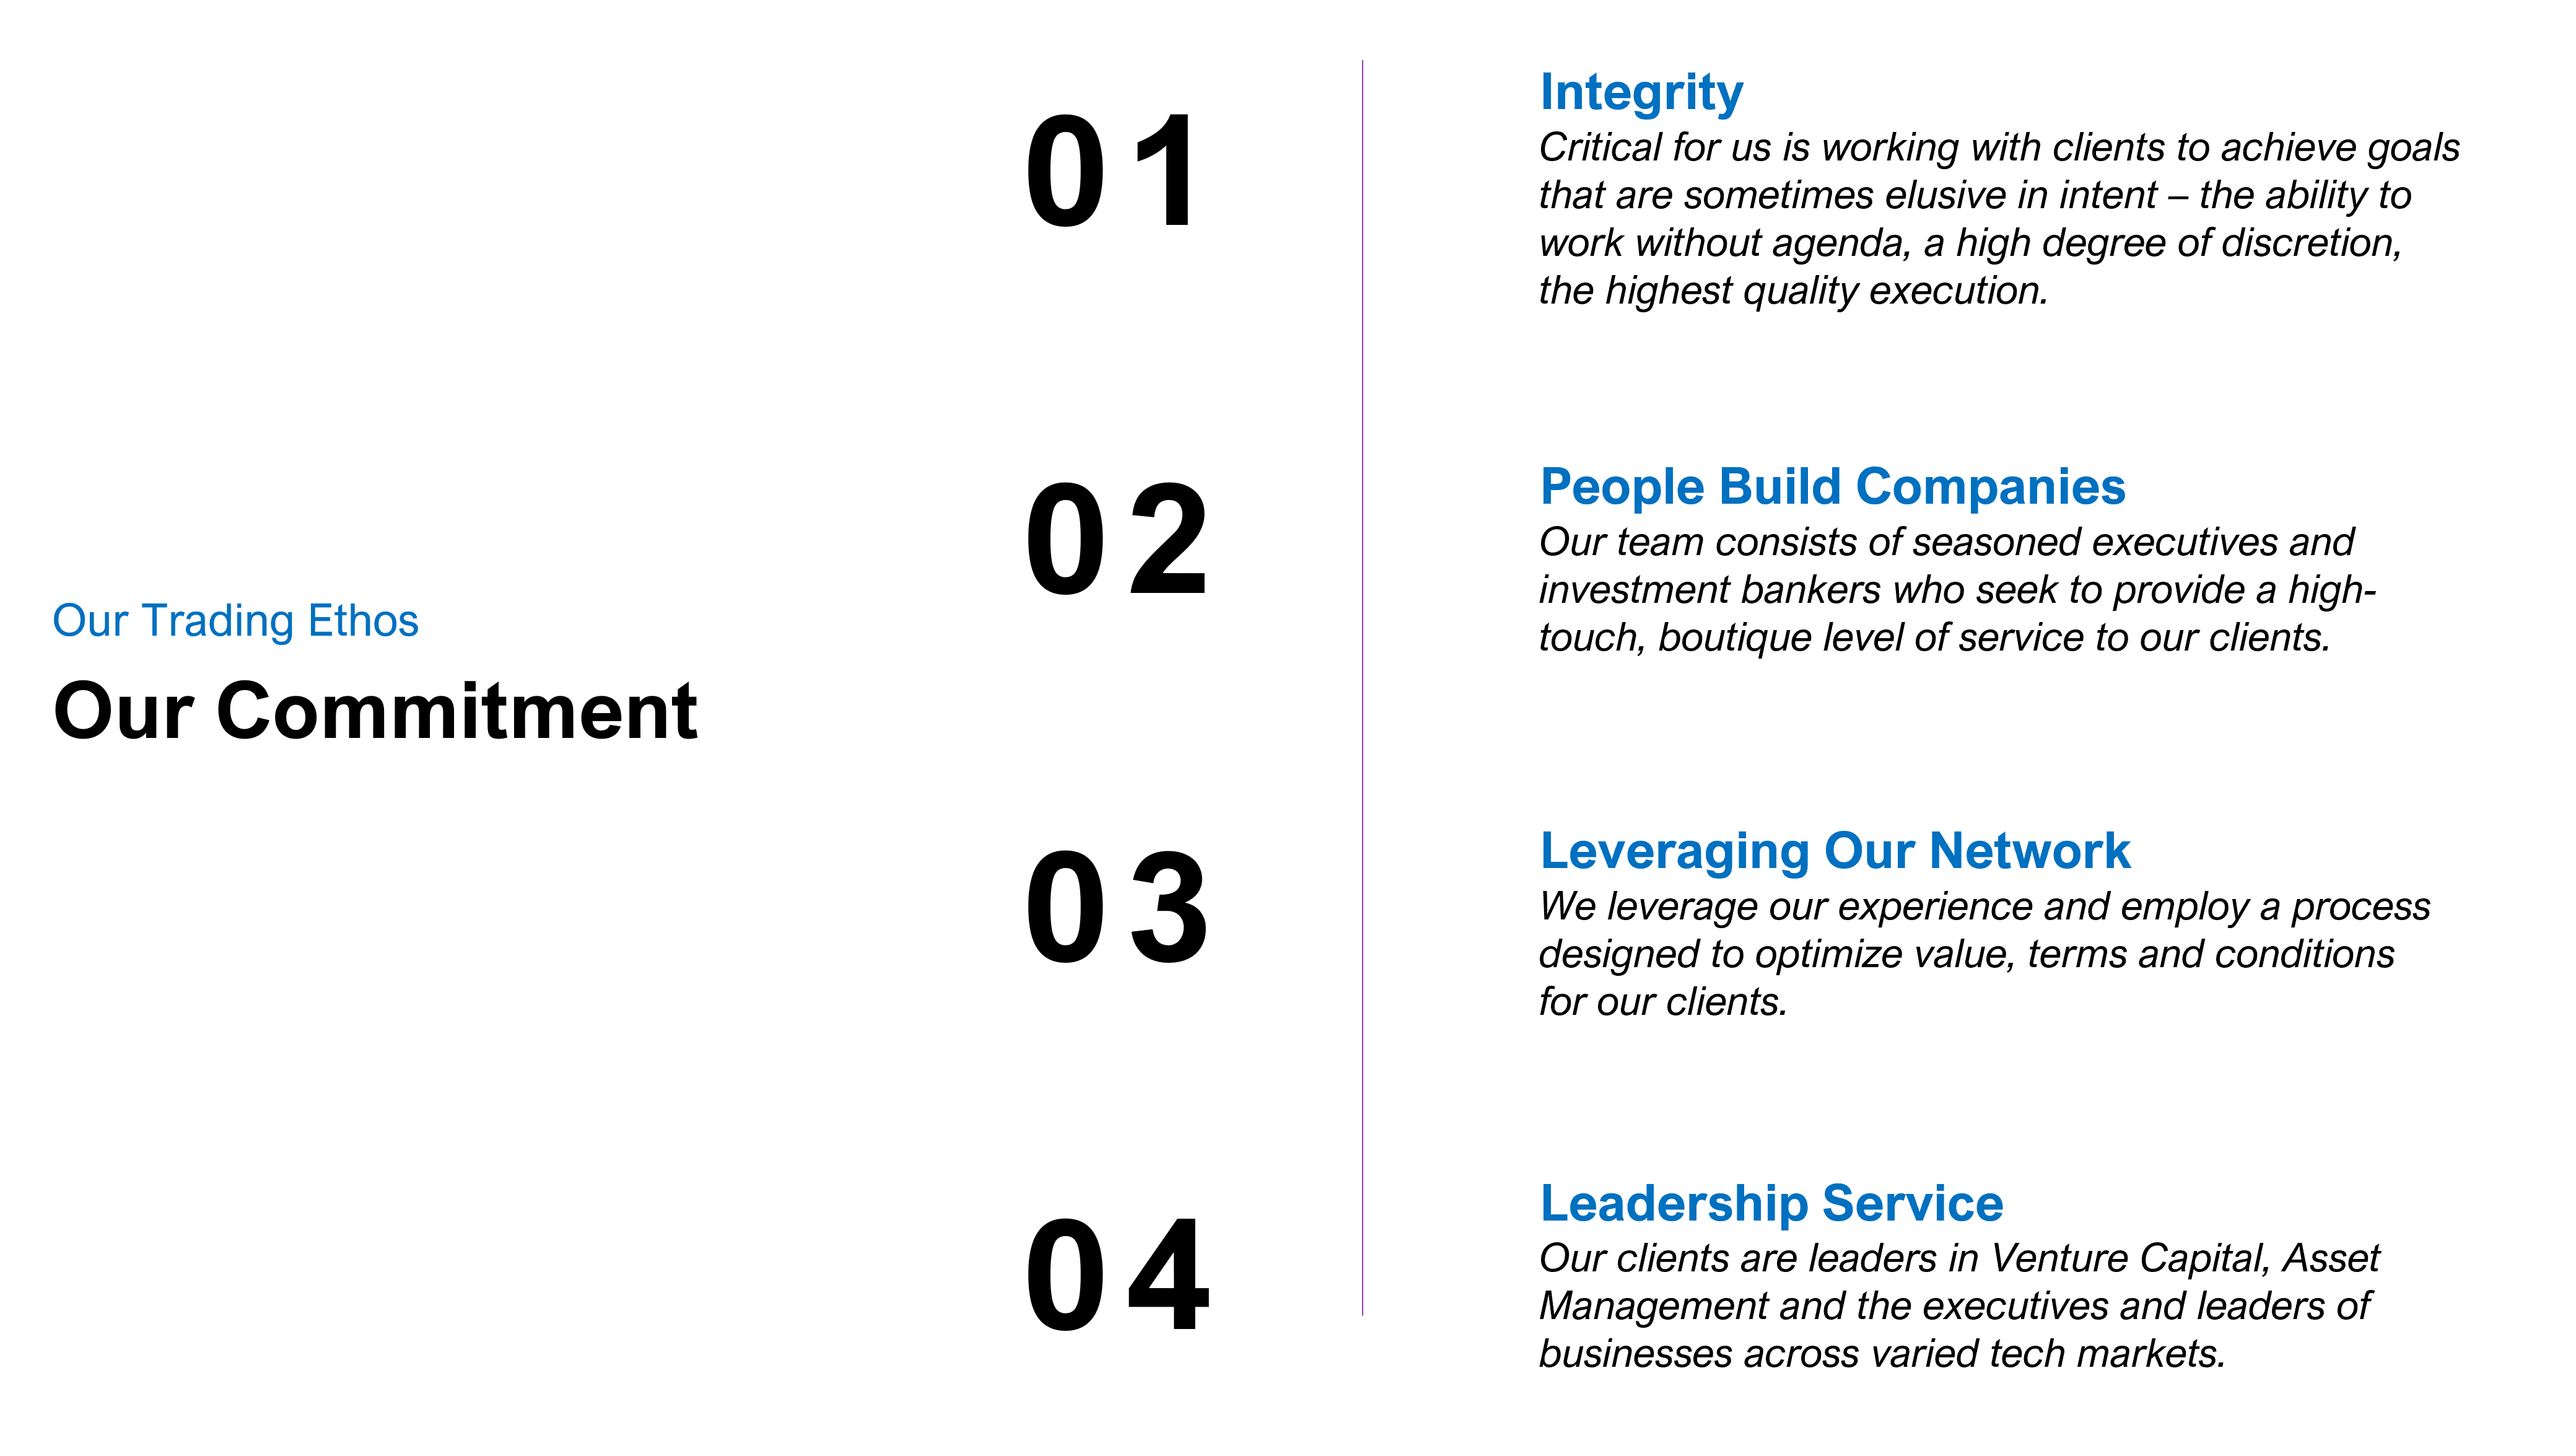 Our Trading Ethos
Our Commitment
01
Integrity
Critical for us is working with clients to achieve goals
that are sometimes elusive in intent – the ability to
work without agenda, a high degree of discretion,
the highest quality execution.
02
People Build Companies
Our team consists of seasoned executives and
investment bankers who seek to provide a high-
touch, boutique level of service to our clients.
03
Leveraging Our Network
We leverage our experience and employ a process
designed to optimize value, terms and conditions
for our clients.
04
Leadership Service
Our clients are leaders in Venture Capital, Asset
Management and the executives and leaders of
businesses across varied tech markets.